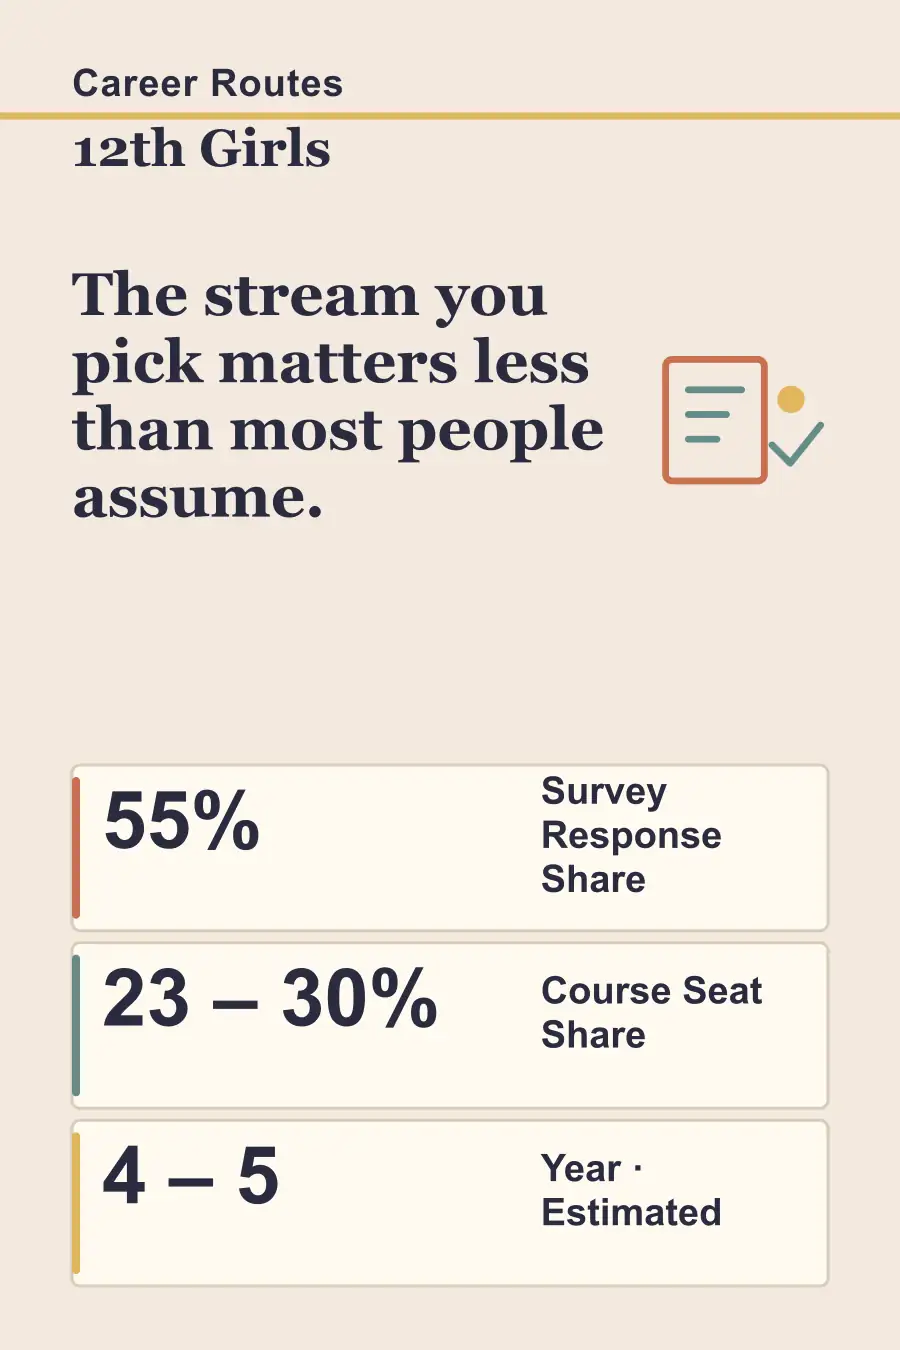 Career Routes
12th Girls
The stream you
pick matters less
than most people
assume.
55%
Survey
Response
Share
23 – 30%
Course Seat
Share
4 – 5
Year ·
Estimated